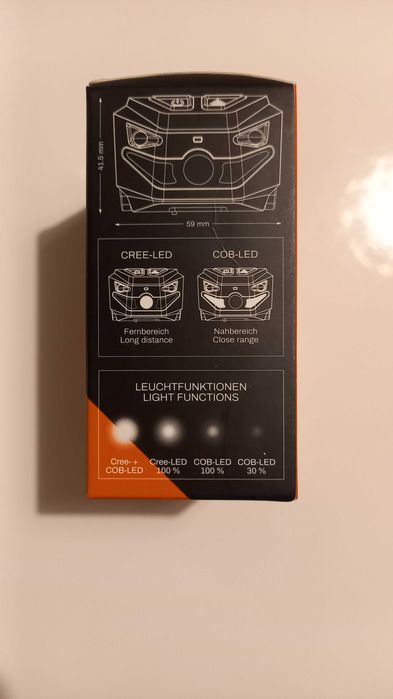 41.5 mm
59 mm
CREE-LED COB-LED
Fernbereich Nahbereich
Long distance Close range
LEUCHTFUNKTIONEN
LIGHT FUNCTIONS
Cree- + Cree-LED COB-LED COB-LED
COB-LED 100 % 100 % 30 %